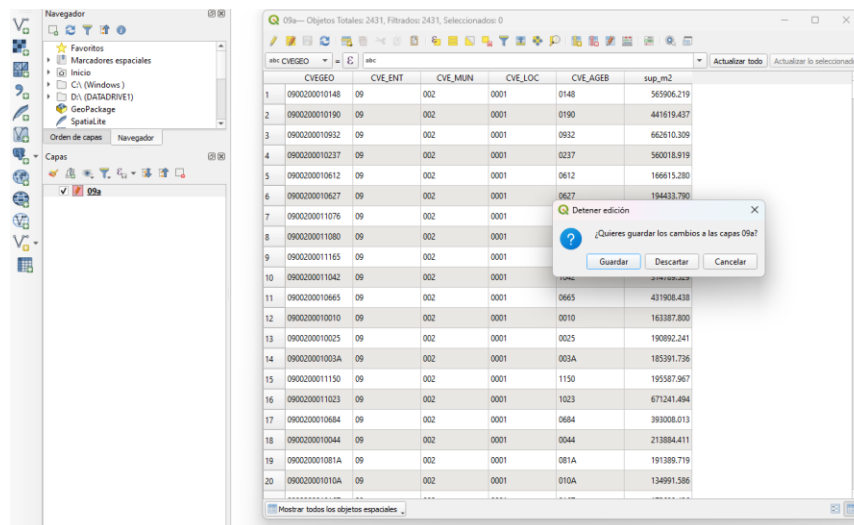 Navegador
Favoritos
Marcadores espaciales
Inicio
C:\ (Windows )
D:\ (DATADRIVE1)
GeoPackage
SpatiaLite
Orden de capas Navegador
Capas
09a
09a— Objetos Totales: 2431, Filtrados: 2431, Seleccionados: 0
abc CVEGEO = ε abc Actualizar todo Actualizar lo seleccionado
CVEGEO CVE_ENT CVE_MUN CVE_LOC CVE_AGEB sup_m2
1 0900200010148 09 002 0001 0148 565906.219
2 0900200010190 09 002 0001 0190 441619.437
3 0900200010932 09 002 0001 0932 662610.309
4 0900200010237 09 002 0001 0237 560018.919
5 0900200010612 09 002 0001 0612 166615.280
6 0900200010627 09 002 0001 0627 194433.790
7 0900200011076 09 002 0001
8 0900200011080 09 002 0001
9 0900200011165 09 002 0001
10 0900200011042 09 002 0001
11 0900200010665 09 002 0001 0665 431908.438
12 0900200010010 09 002 0001 0010 163387.800
13 0900200010025 09 002 0001 0025 190892.241
14 090020001003A 09 002 0001 003A 185391.736
15 0900200011150 09 002 0001 1150 195587.967
16 0900200011023 09 002 0001 1023 671241.494
17 0900200010684 09 002 0001 0684 393008.013
18 0900200010044 09 002 0001 0044 213884.411
19 090020001081A 09 002 0001 081A 191389.719
20 090020001010A 09 002 0001 010A 134991.586
Detener edición
¿Quieres guardar los cambios a las capas 09a?
Guardar Descartar Cancelar
Mostrar todos los objetos espaciales